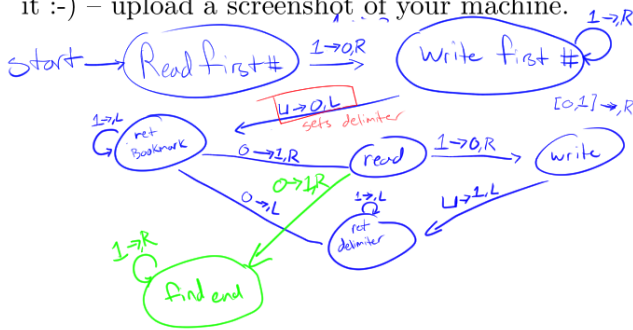 it :-) – upload a screenshot of your machine.
start → Read first # 1→0,R Write first # 1→,R
⊔→0,L
sets delimiter
[0,1]→,R
1→,L ret Bookmark 0→1,R read 1→0,R write
0→1,R
0→,L 1→,L ret delimiter ⊔→1,L
1→,R
find end